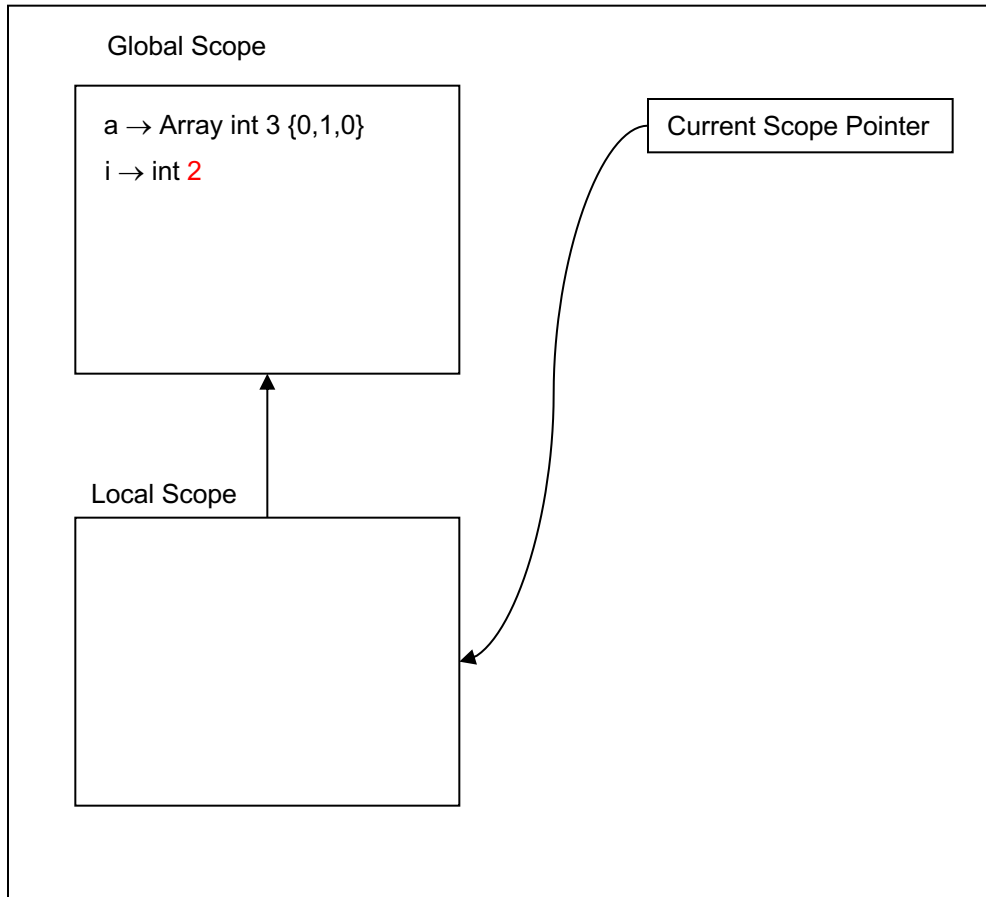 Global Scope
a → Array int 3 {0,1,0}
i → int 2
Current Scope Pointer
Local Scope